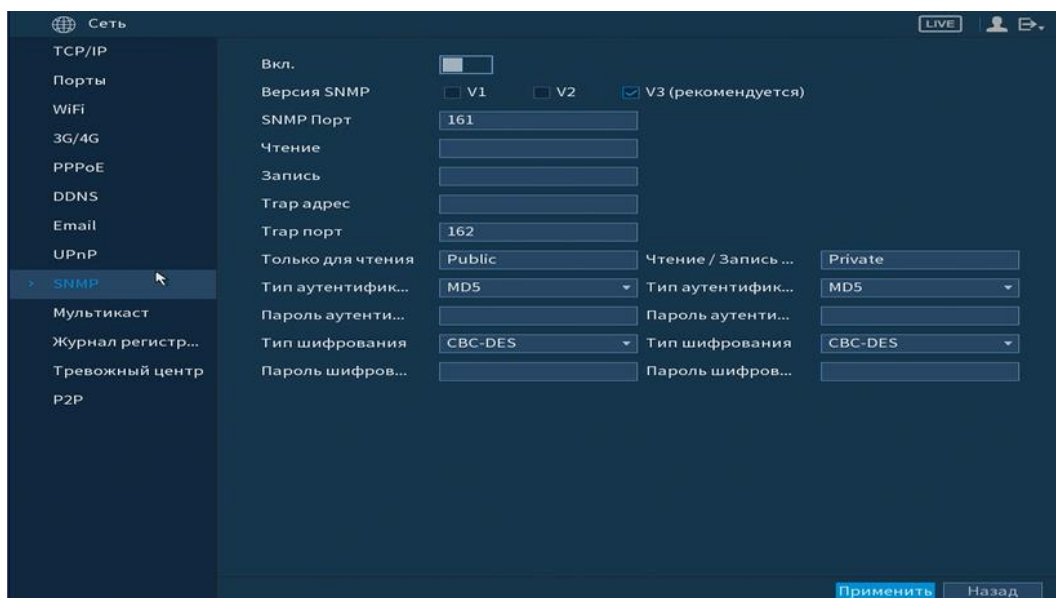 Сеть
LIVE
TCP/IP
Порты
WiFi
3G/4G
PPPoE
DDNS
Email
UPnP
SNMP
Мультикаст
Журнал регистр...
Тревожный центр
P2P
Вкл.
Версия SNMP V1 V2 V3 (рекомендуется)
SNMP Порт 161
Чтение
Запись
Trap адрес
Trap порт 162
Только для чтения Public Чтение / Запись ... Private
Тип аутентифик... MD5 Тип аутентифик... MD5
Пароль аутенти... Пароль аутенти...
Тип шифрования CBC-DES Тип шифрования CBC-DES
Пароль шифров... Пароль шифров...
Применить Назад